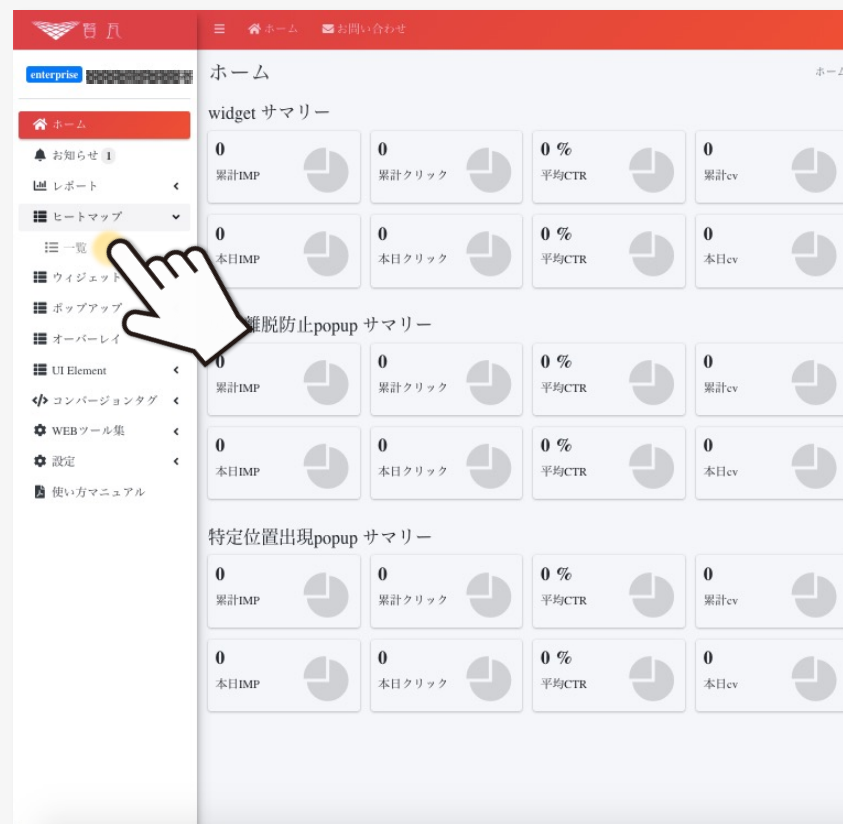 賢瓦
ホーム
お問い合わせ
enterprise
ホーム
お知らせ 1
レポート
ヒートマップ
一覧
ウィジェット
ポップアップ
オーバーレイ
UI Element
コンバージョンタグ
WEBツール集
設定
使い方マニュアル
ホーム
ホーム
widget サマリー
0
累計IMP
0
累計クリック
0 %
平均CTR
0
累計cv
0
本日IMP
0
本日クリック
0 %
平均CTR
0
本日cv
離脱防止popup サマリー
0
累計IMP
0
累計クリック
0 %
平均CTR
0
累計cv
0
本日IMP
0
本日クリック
0 %
平均CTR
0
本日cv
特定位置出現popup サマリー
0
累計IMP
0
累計クリック
0 %
平均CTR
0
累計cv
0
本日IMP
0
本日クリック
0 %
平均CTR
0
本日cv